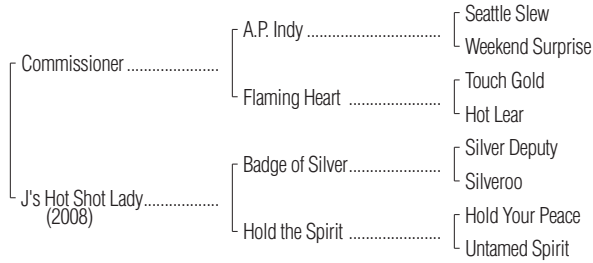 Seattle Slew
A.P. Indy ........................
Weekend Surprise
Commissioner .....................
Touch Gold
Flaming Heart .....................
Hot Lear
Silver Deputy
Badge of Silver.....................
Silveroo
J's Hot Shot Lady.................
(2008)
Hold Your Peace
Hold the Spirit .....................
Untamed Spirit